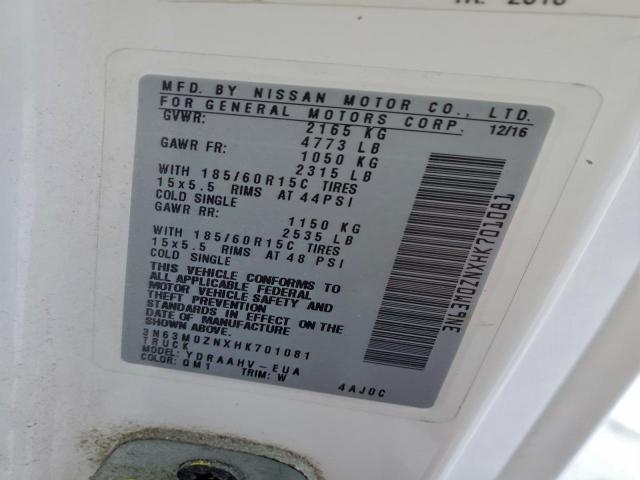 MFD. BY NISSAN MOTOR CO., LTD.
FOR GENERAL MOTORS CORP. 12/16
GVWR: 2165 KG
4773 LB
GAWR FR: 1050 KG
2315 LB
WITH 185/60R15C TIRES
15x5.5 RIMS AT 44PSI
COLD SINGLE
GAWR RR: 1150 KG
2535 LB
WITH 185/60R15C TIRES
15x5.5 RIMS AT 48 PSI
COLD SINGLE
THIS VEHICLE CONFORMS TO
ALL APPLICABLE FEDERAL
MOTOR VEHICLE SAFETY AND
THEFT PREVENTION
STANDARDS IN EFFECT ON THE
DATE OF MANUFACTURE
SHOWN ABOVE.
3N63M0ZNXHK701081
TRUCK
MODEL: YDRAAHV-EUA
COLOR: QM1 TRIM: W
4AJ0C
3N63M0ZNXHK701081